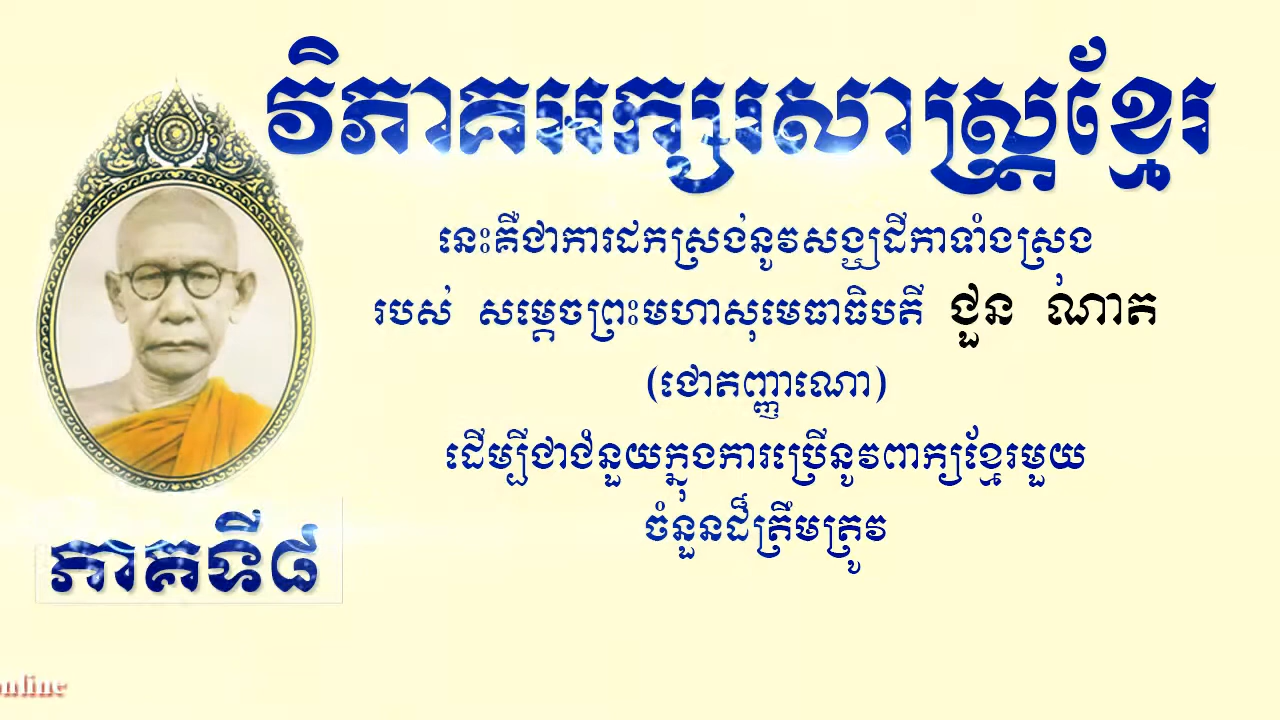 វិភាគអក្សរសាស្ត្រខ្មែរ
នេះគឺជាការដកស្រង់នូវសង្ឃដីកាទាំងស្រុង
របស់ សម្ដេចព្រះមហាសុមេធាធិបតី ជួន ណាត
(ជោតញ្ញាណោ)
ដើម្បីជាជំនួយក្នុងការប្រើនូវពាក្យខ្មែរមួយ
ចំនួនដ៏ត្រឹមត្រូវ
ភាគទី៨
online